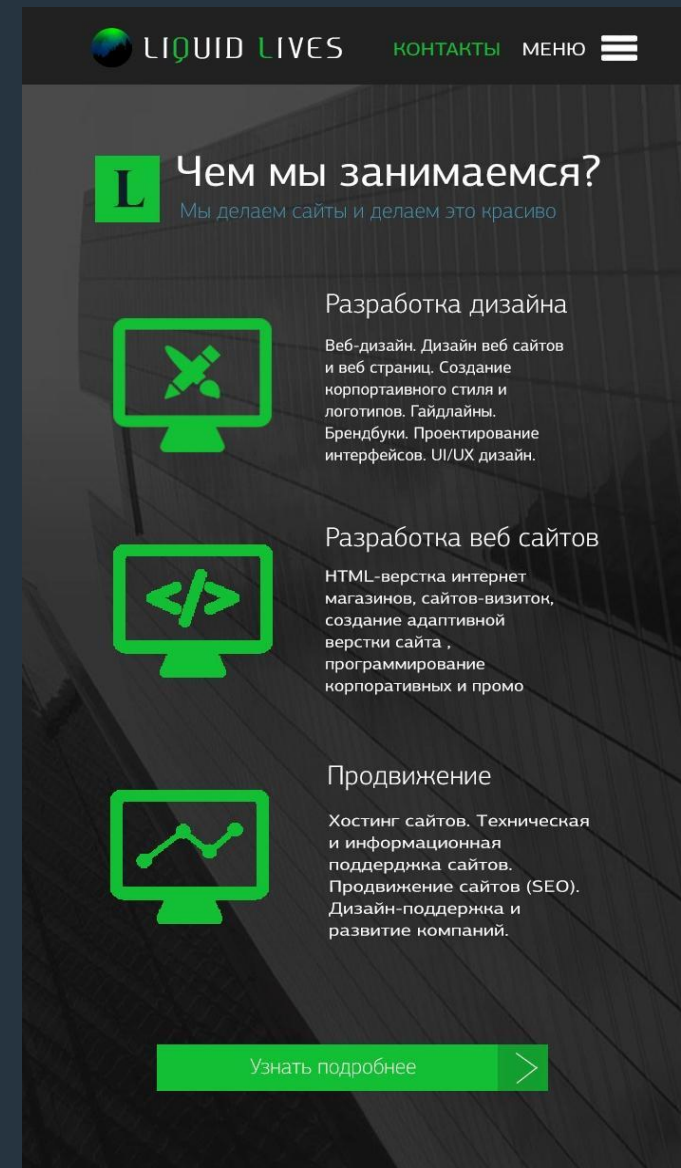 LIQUID LIVES КОНТАКТЫ МЕНЮ
L
Чем мы занимаемся?
Мы делаем сайты и делаем это красиво
Разработка дизайна
Веб-дизайн. Дизайн веб сайтов
и веб страниц. Создание
корпортаивного стиля и
логотипов. Гайдлайны.
Брендбуки. Проектирование
интерфейсов. UI/UX дизайн.
Разработка веб сайтов
</>
HTML-верстка интернет
магазинов, сайтов-визиток,
создание адаптивной
верстки сайта ,
программирование
корпоративных и промо
Продвижение
Хостинг сайтов. Техническая
и информационная
поддерджка сайтов.
Продвижение сайтов (SEO).
Дизайн-поддержка и
развитие компаний.
Узнать подробнее